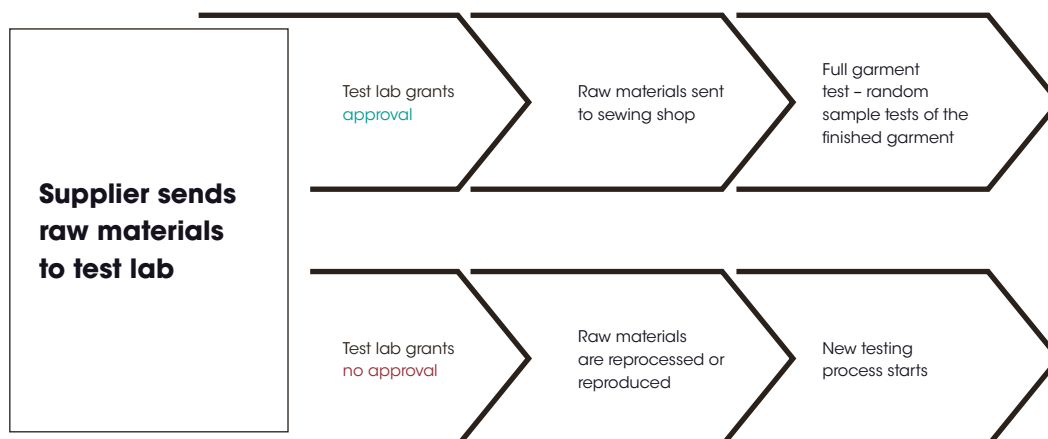 Supplier sends
raw materials
to test lab
Test lab grants
approval
Raw materials sent
to sewing shop
Full garment
test – random
sample tests of the
finished garment
Test lab grants
no approval
Raw materials
are reprocessed or
reproduced
New testing
process starts